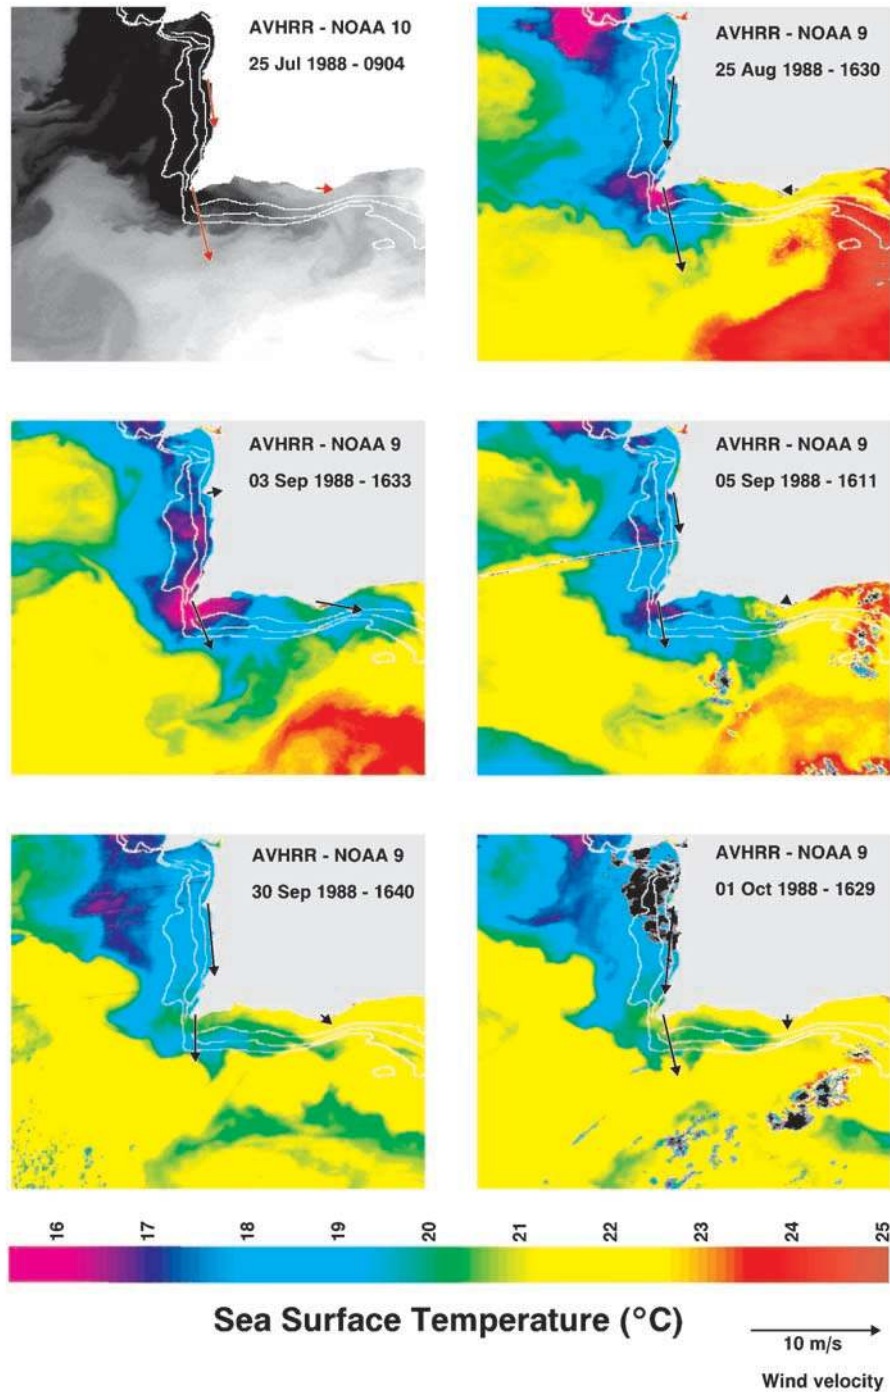 AVHRR - NOAA 10
25 Jul 1988 - 0904
AVHRR - NOAA 9
25 Aug 1988 - 1630
AVHRR - NOAA 9
03 Sep 1988 - 1633
AVHRR - NOAA 9
05 Sep 1988 - 1611
AVHRR - NOAA 9
30 Sep 1988 - 1640
AVHRR - NOAA 9
01 Oct 1988 - 1629
16 17 18 19 20 21 22 23 24 25
Sea Surface Temperature (°C)
10 m/s
Wind velocity